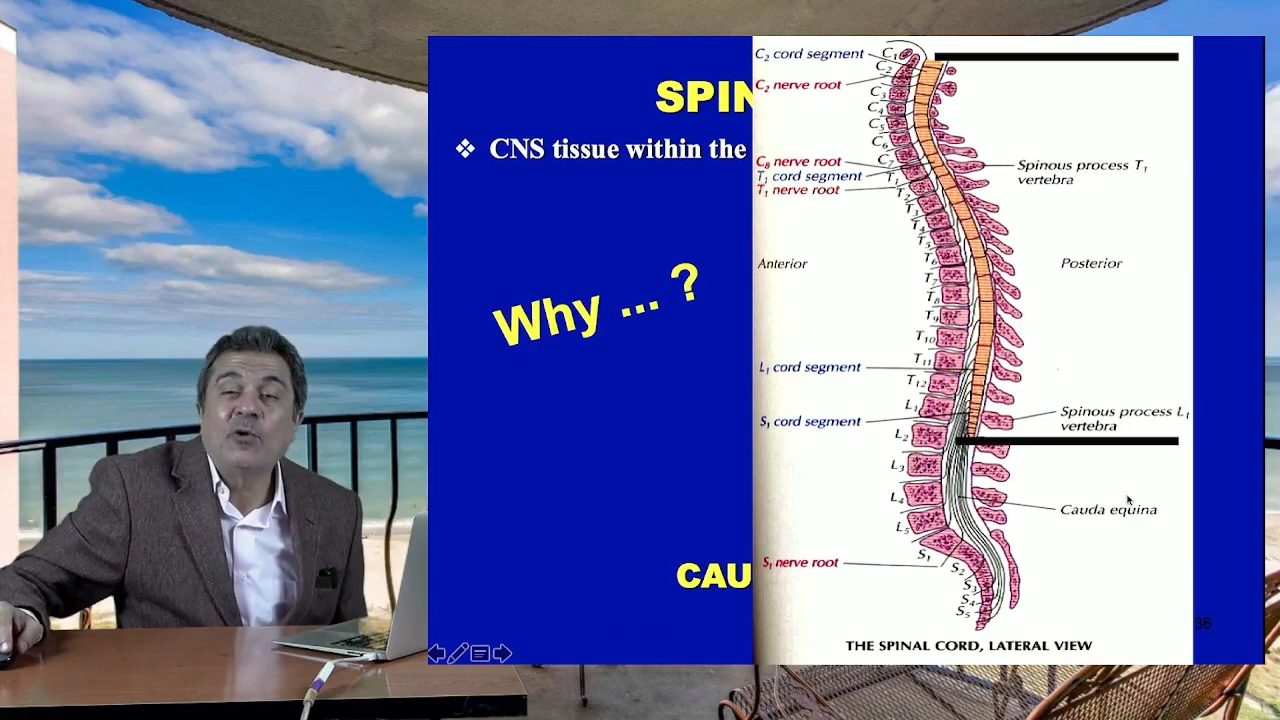 SPIN
❖ CNS tissue within the
Why ... ?
CAU
C₂ cord segment
C₂ nerve root
C₈ nerve root
T₁ cord segment
T₁ nerve root
Anterior
L₁ cord segment
S₁ cord segment
S₁ nerve root
C₁
C₂
C₃
C₄
C₅
C₆
C₇
T₁
T₂
T₃
T₄
T₅
T₆
T₇
T₈
T₉
T₁₀
T₁₁
T₁₂
L₁
L₂
L₃
L₄
L₅
S₁
S₂
S₃
S₄
S₅
Spinous process T₁
vertebra
Posterior
Spinous process L₁
vertebra
Cauda equina
THE SPINAL CORD, LATERAL VIEW
36